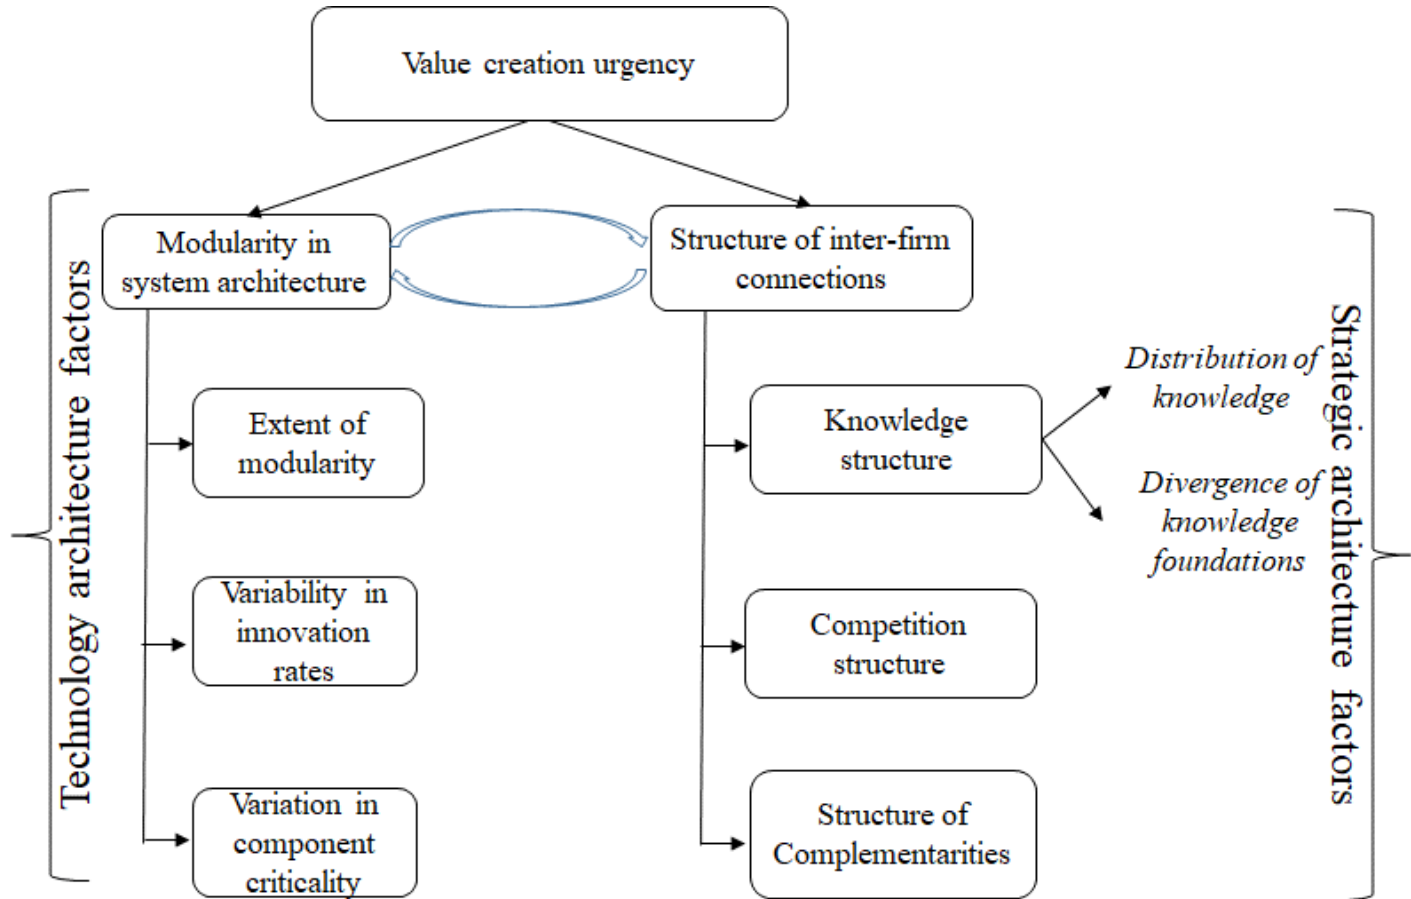 Value creation urgency
Modularity in
system architecture
Structure of inter-firm
connections
Technology architecture factors
Extent of
modularity
Variability in
innovation
rates
Variation in
component
criticality
Knowledge
structure
Distribution of
knowledge
Divergence of
knowledge
foundations
Competition
structure
Structure of
Complementarities
Strategic architecture factors